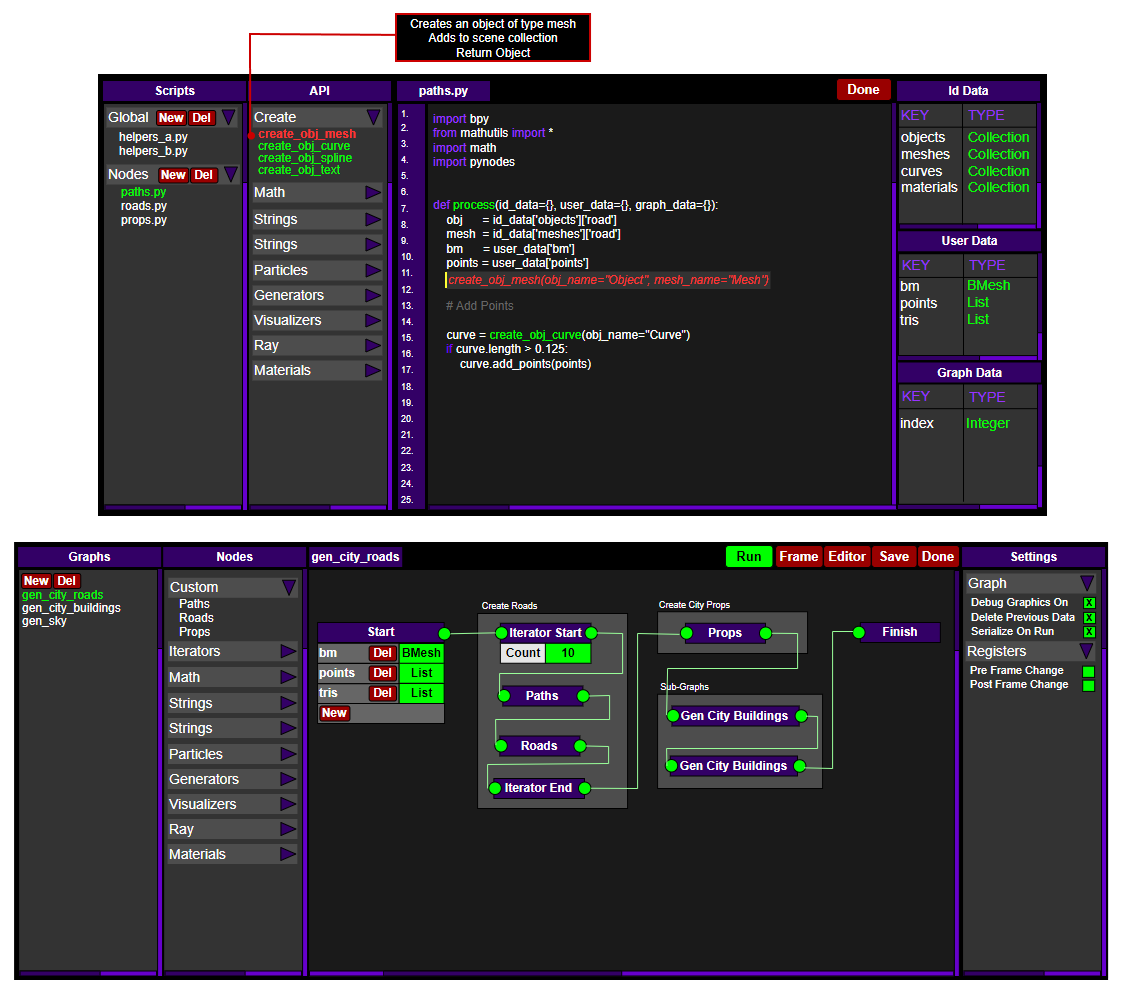 Creates an object of type mesh
Adds to scene collection
Return Object
Scripts
Global New Del
helpers_a.py
helpers_b.py
Nodes New Del
paths.py
roads.py
props.py
API
Create
create_obj_mesh
create_obj_curve
create_obj_spline
create_obj_text
Math
Strings
Strings
Particles
Generators
Visualizers
Ray
Materials
paths.py
Done
1.
2.
3.
4.
5.
6.
7.
8.
9.
10.
11.
12.
13.
14.
15.
16.
17.
18.
19.
20.
21.
22.
23.
24.
25.
import bpy
from mathutils import *
import math
import pynodes
def process(id_data={}, user_data={}, graph_data={}):
obj = id_data['objects']['road']
mesh = id_data['meshes']['road']
bm = user_data['bm']
points = user_data['points']
create_obj_mesh(obj_name="Object", mesh_name="Mesh")
# Add Points
curve = create_obj_curve(obj_name="Curve")
if curve.length > 0.125:
curve.add_points(points)
Id Data
KEY TYPE
objects Collection
meshes Collection
curves Collection
materials Collection
User Data
KEY TYPE
bm BMesh
points List
tris List
Graph Data
KEY TYPE
index Integer
Graphs
New Del
gen_city_roads
gen_city_buildings
gen_sky
Nodes
Custom
Paths
Roads
Props
Iterators
Math
Strings
Strings
Particles
Generators
Visualizers
Ray
Materials
gen_city_roads
Run Frame Editor Save Done
Start
bm Del BMesh
points Del List
tris Del List
New
Create Roads
Iterator Start
Count 10
Paths
Roads
Iterator End
Create City Props
Props
Sub-Graphs
Gen City Buildings
Gen City Buildings
Finish
Settings
Graph
Debug Graphics On X
Delete Previous Data X
Serialize On Run X
Registers
Pre Frame Change
Post Frame Change